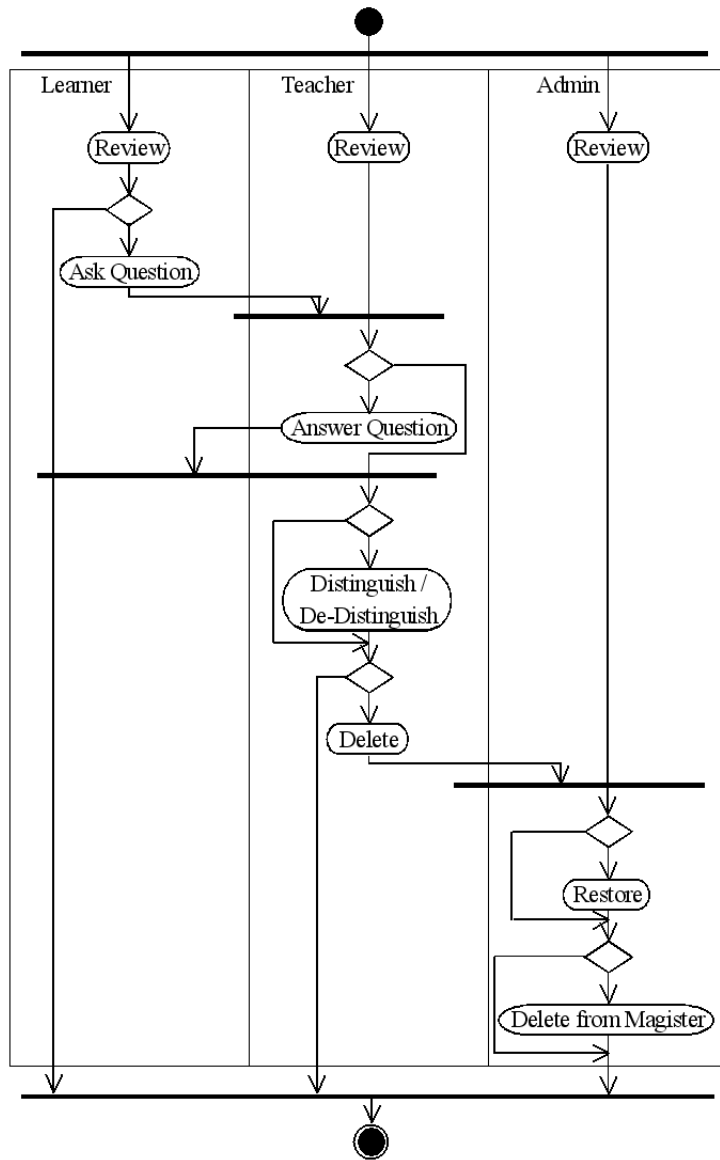 Learner
Teacher
Admin
Review
Review
Review
Ask Question
Answer Question
Distinguish /
De-Distinguish
Delete
Restore
Delete from Magister